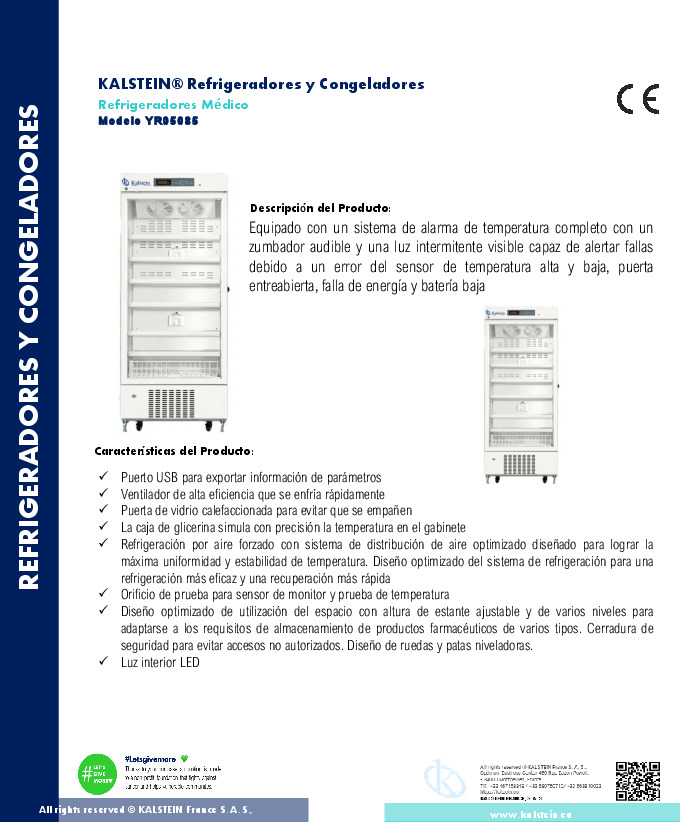 KALSTEIN® Refrigeradores y Congeladores
Refrigeradores Médico
Modelo YR05085
CE
REFRIGERADORES Y CONGELADORES
Kalstein
Descripción del Producto:
Equipado con un sistema de alarma de temperatura completo con un
zumbador audible y una luz intermitente visible capaz de alertar fallas
debido a un error del sensor de temperatura alta y baja, puerta
entreabierta, falla de energía y batería baja
Kalstein
Características del Producto:
✓ Puerto USB para exportar información de parámetros
✓ Ventilador de alta eficiencia que se enfría rápidamente
✓ Puerta de vidrio calefaccionada para evitar que se empañen
✓ La caja de glicerina simula con precisión la temperatura en el gabinete
✓ Refrigeración por aire forzado con sistema de distribución de aire optimizado diseñado para lograr la
máxima uniformidad y estabilidad de temperatura. Diseño optimizado del sistema de refrigeración para una
refrigeración más eficaz y una recuperación más rápida
✓ Orificio de prueba para sensor de monitor y prueba de temperatura
✓ Diseño optimizado de utilización del espacio con altura de estante ajustable y de varios niveles para
adaptarse a los requisitos de almacenamiento de productos farmacéuticos de varios tipos. Cerradura de
seguridad para evitar accesos no autorizados. Diseño de ruedas y patas niveladoras.
✓ Luz interior LED
# LET'S
GIVE
MORE
#Letsgivemore
All rights reserved © KALSTEIN France S. A. S.,
KALSTEIN FRANCE, S. A. S
All rights reserved © KALSTEIN France S. A. S.,
www.kalstein.co